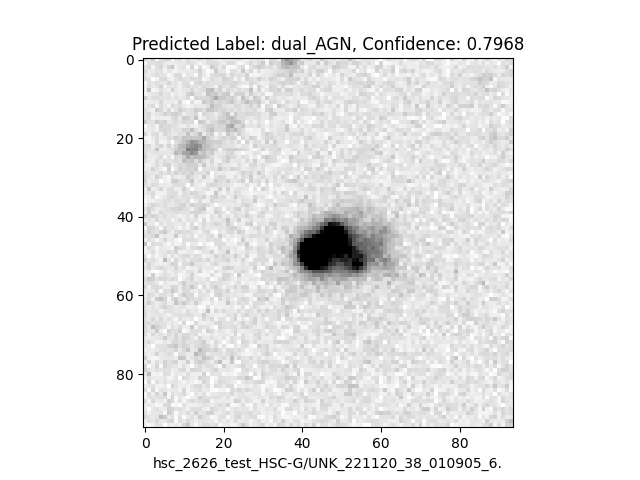 Predicted Label: dual_AGN, Confidence: 0.7968
0
20
40
60
80
0 20 40 60 80
hsc_2626_test_HSC-G/UNK_221120_38_010905_6.